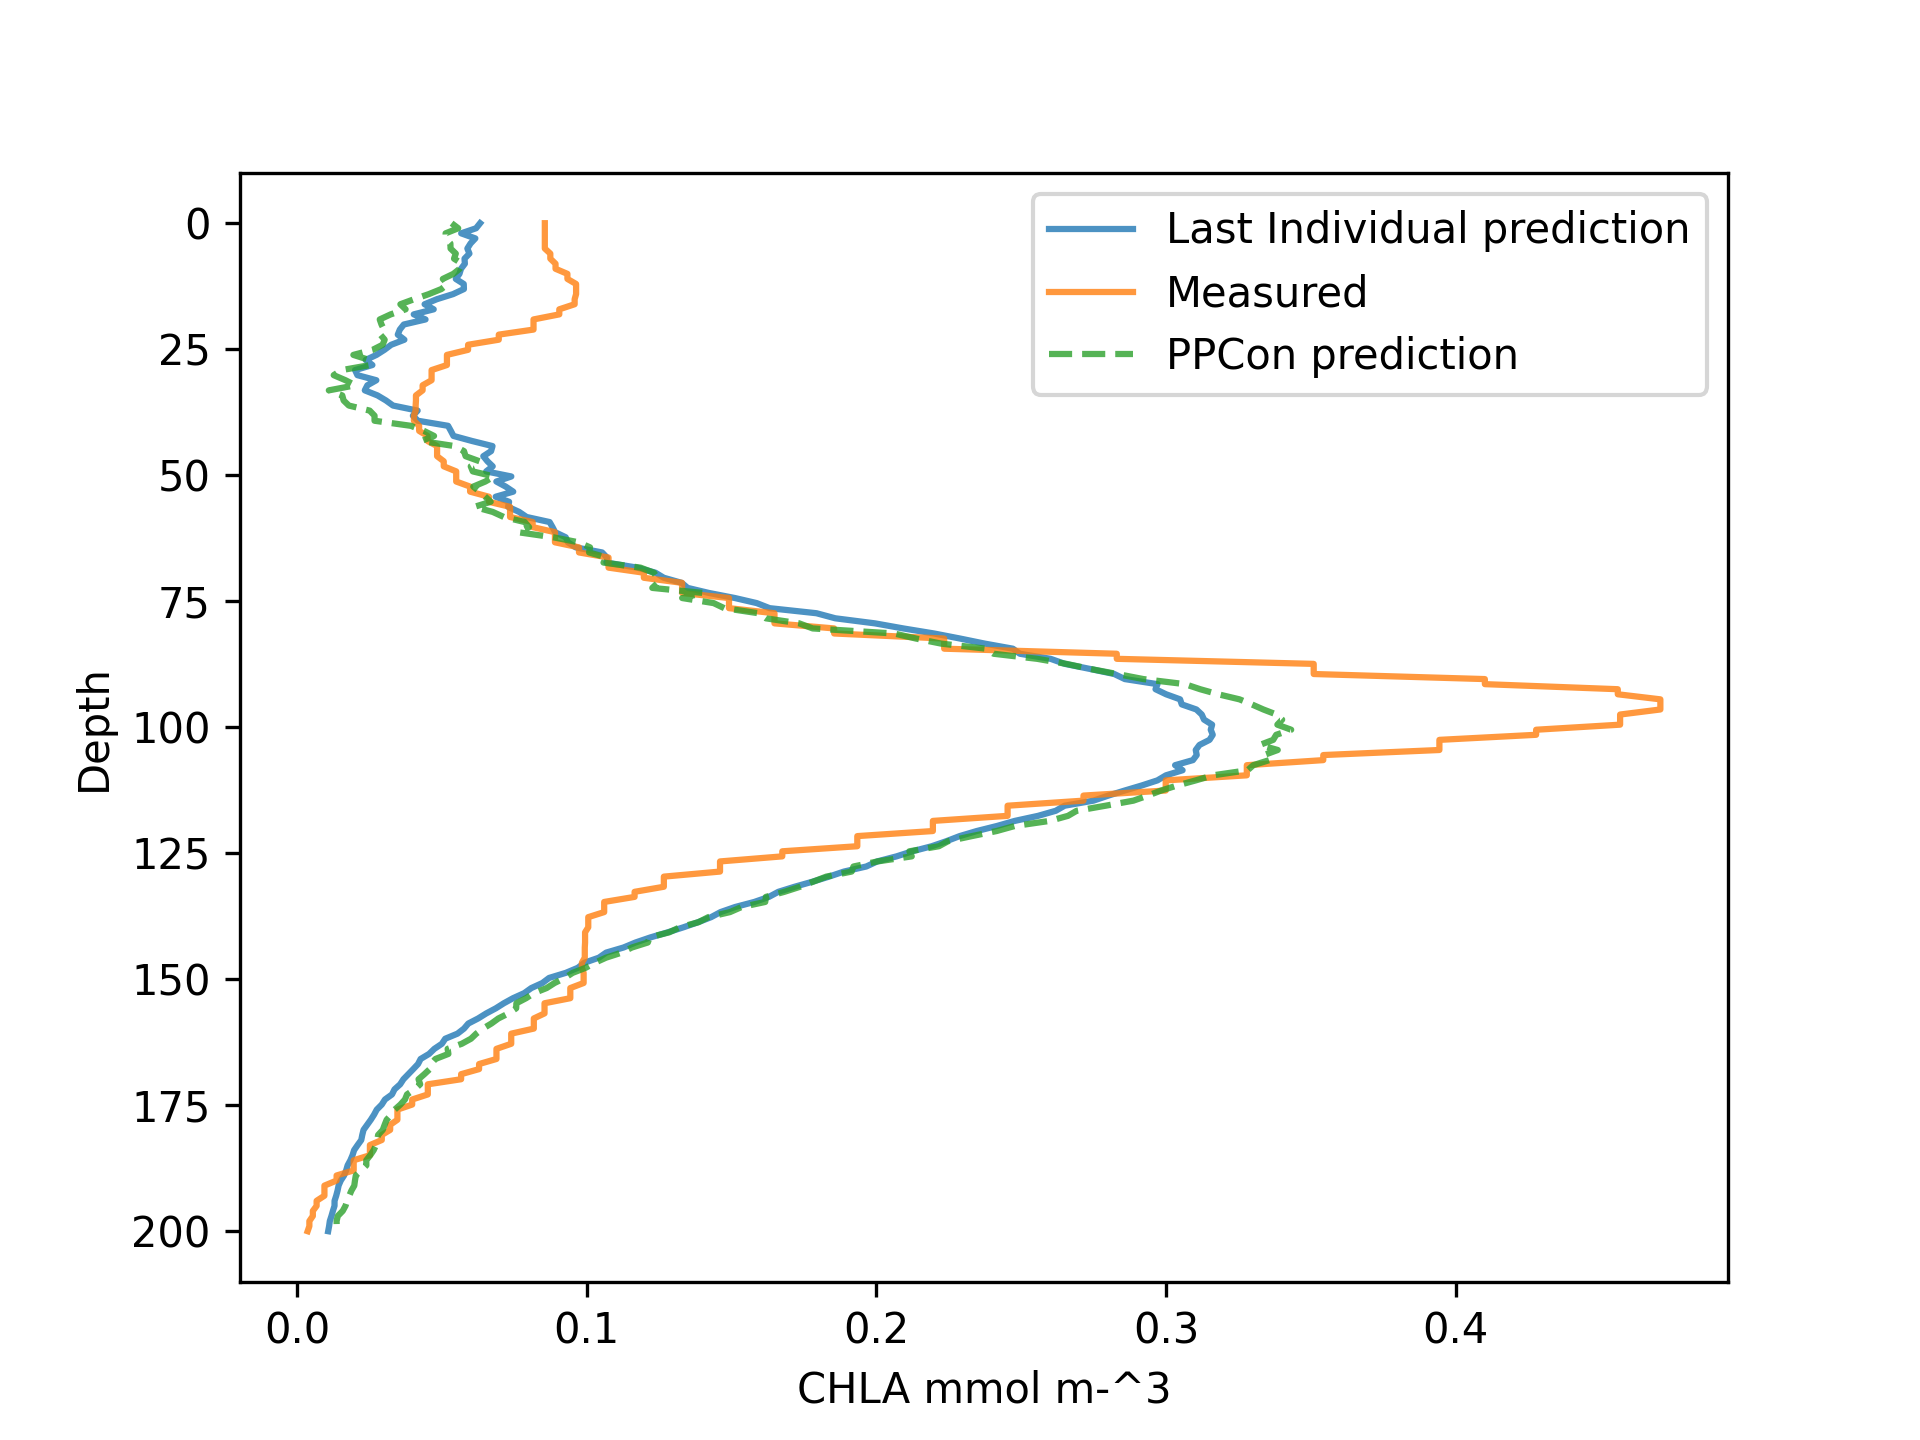 Last Individual prediction
Measured
PPCon prediction
0
25
50
75
100
125
150
175
200
Depth
0.0 0.1 0.2 0.3 0.4
CHLA mmol m-^3